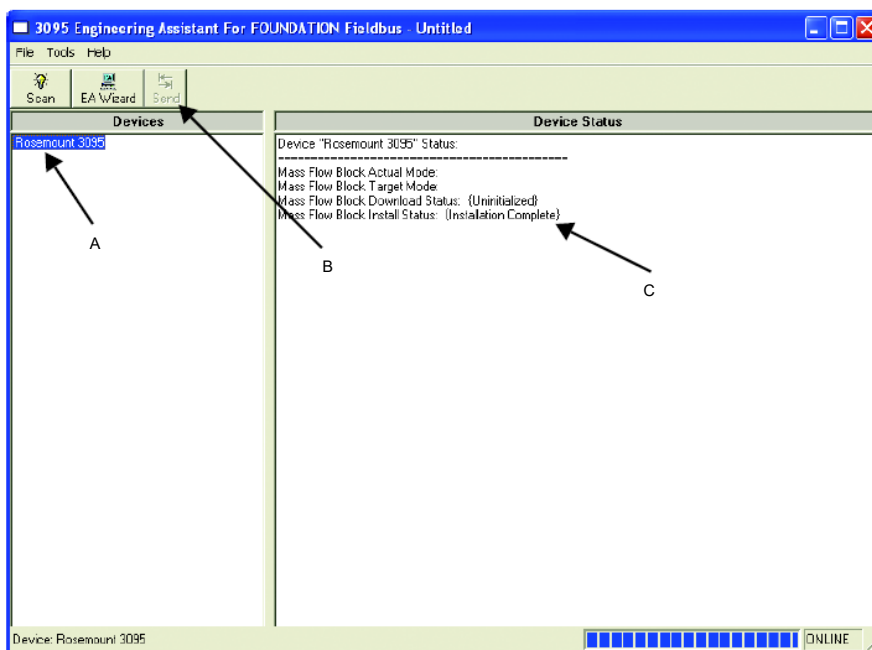 3095 Engineering Assistant For FOUNDATION Fieldbus - Untitled
File Tools Help
Scan EA Wizard Send
Devices
Device Status
Rosemount 3095
Device "Rosemount 3095" Status:
------------------------------------------------
Mass Flow Block Actual Mode:
Mass Flow Block Target Mode:
Mass Flow Block Download Status: {Uninitialized}
Mass Flow Block Install Status: {Installation Complete}
A
B
C
Device: Rosemount 3095
ONLINE